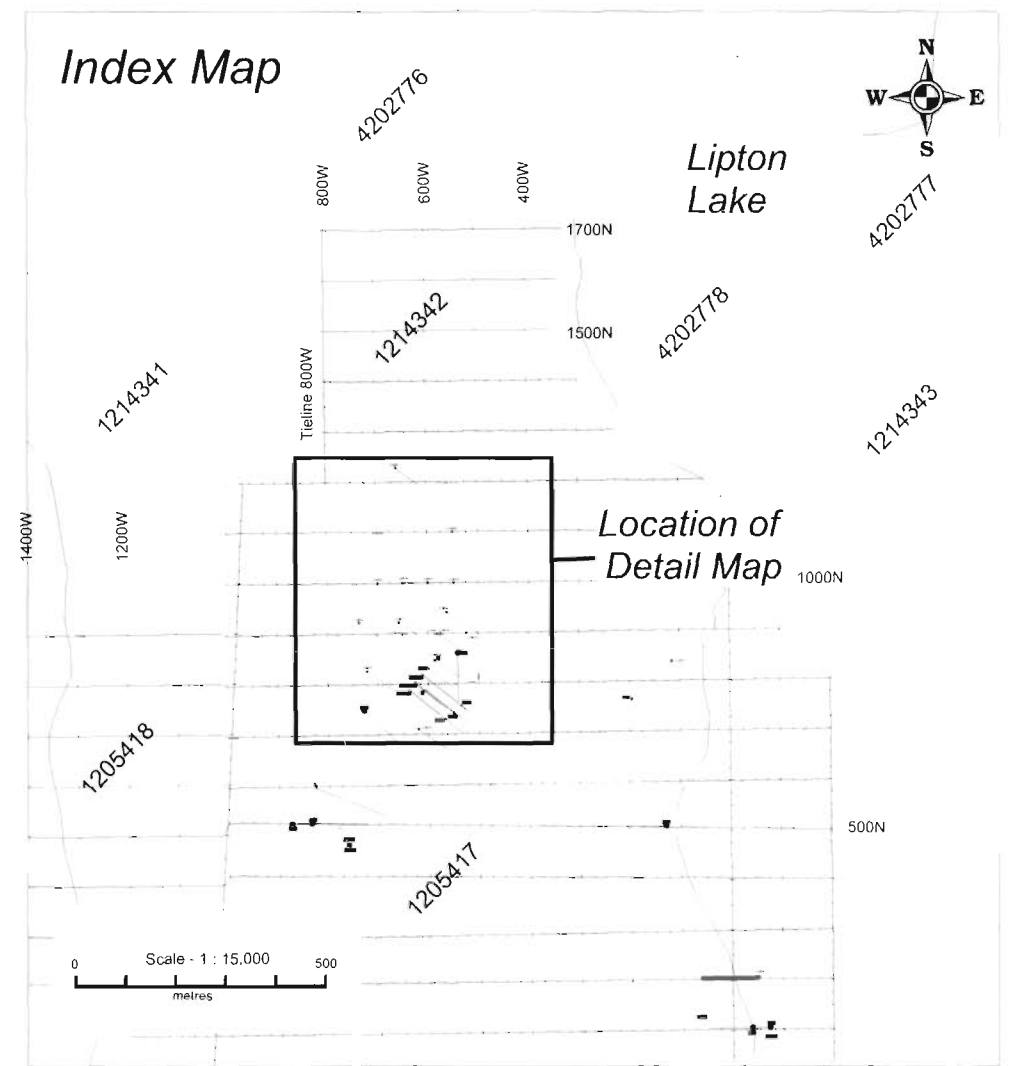 Index Map
N
W E
S
4202776
Lipton
Lake
4202777
800W
600W
400W
1700N
1214342
1500N
4202778
Tieline 800W
1214341
1214343
1400W
1200W
Location of
Detail Map
1000N
1205418
500N
1205417
Scale - 1 : 15,000
0 500
metres